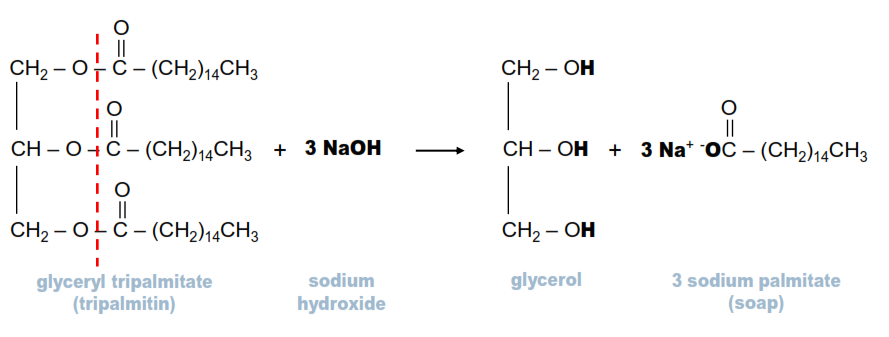 O
||
CH₂ – O – C – (CH₂)₁₄CH₃
O
||
CH – O – C – (CH₂)₁₄CH₃ + 3 NaOH
O
||
CH₂ – O – C – (CH₂)₁₄CH₃
glyceryl tripalmitate
(tripalmitin)
sodium
hydroxide
CH₂ – OH
CH – OH + 3 Na⁺ ⁻OC – (CH₂)₁₄CH₃
O
||
CH₂ – OH
glycerol
3 sodium palmitate
(soap)